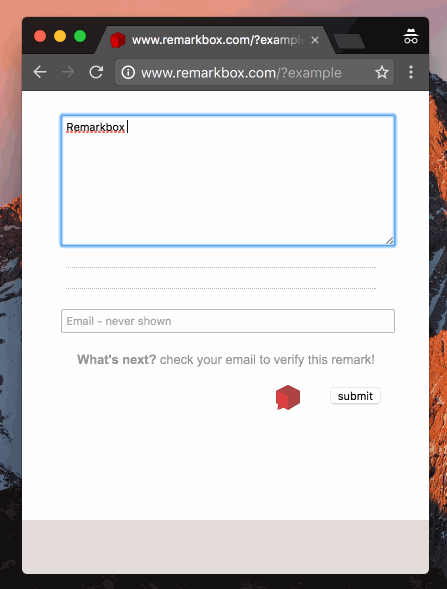 www.remarkbox.com/?exampl
www.remarkbox.com/?example
Remarkbox
Email - never shown
What's next? check your email to verify this remark!
submit